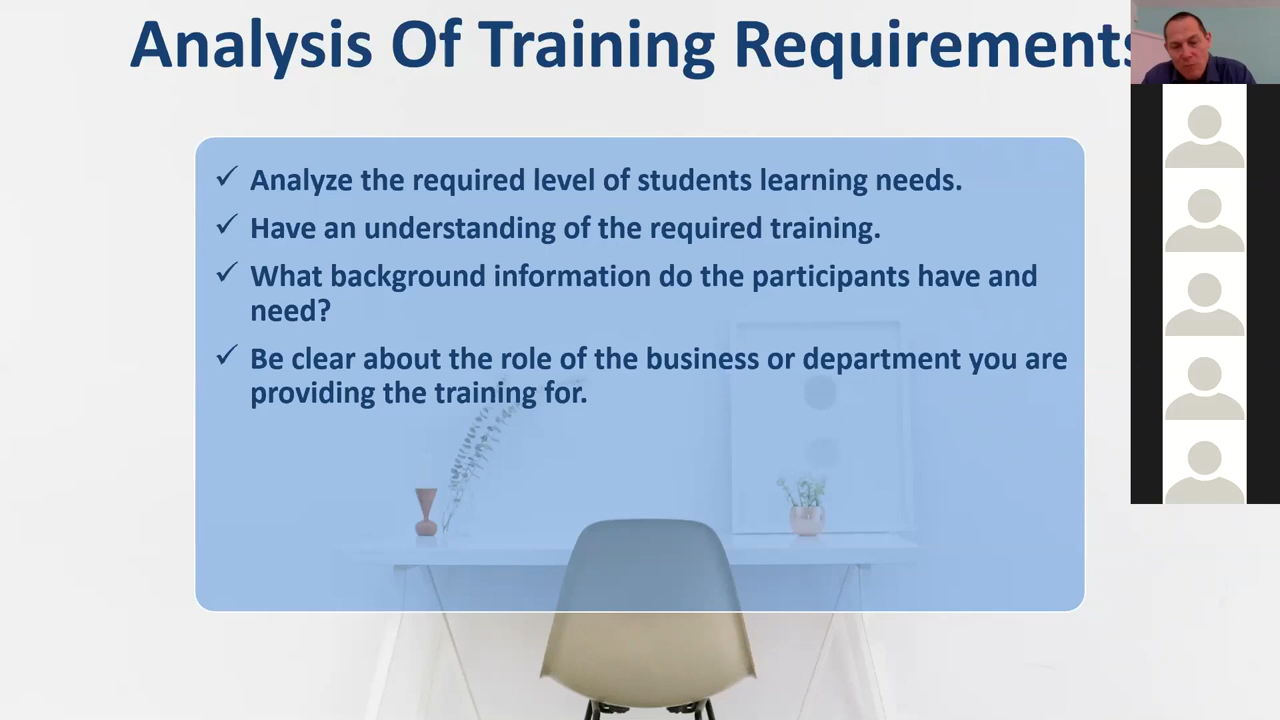 Analysis Of Training Requirements
✓ Analyze the required level of students learning needs.
✓ Have an understanding of the required training.
✓ What background information do the participants have and
need?
✓ Be clear about the role of the business or department you are
providing the training for.